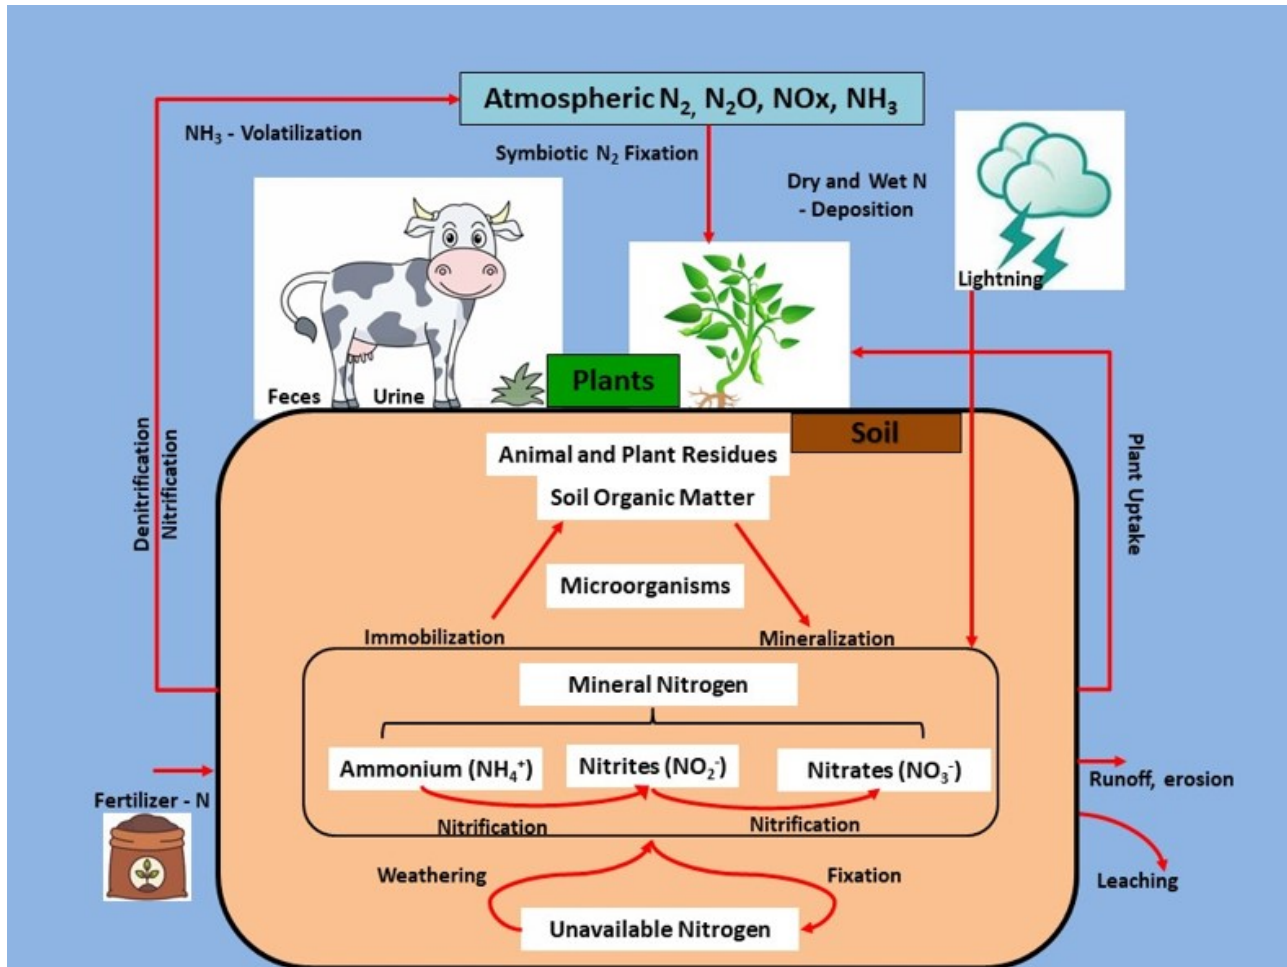 Atmospheric N₂, N₂O, NOx, NH₃
NH₃ - Volatilization
Symbiotic N₂ Fixation
Dry and Wet N
- Deposition
Lightning
Feces Urine
Plants
Soil
Denitrification
Nitrification
Plant Uptake
Animal and Plant Residues
Soil Organic Matter
Microorganisms
Immobilization
Mineralization
Mineral Nitrogen
Ammonium (NH₄⁺)
Nitrites (NO₂⁻)
Nitrates (NO₃⁻)
Nitrification
Nitrification
Fertilizer - N
Runoff, erosion
Leaching
Weathering
Fixation
Unavailable Nitrogen